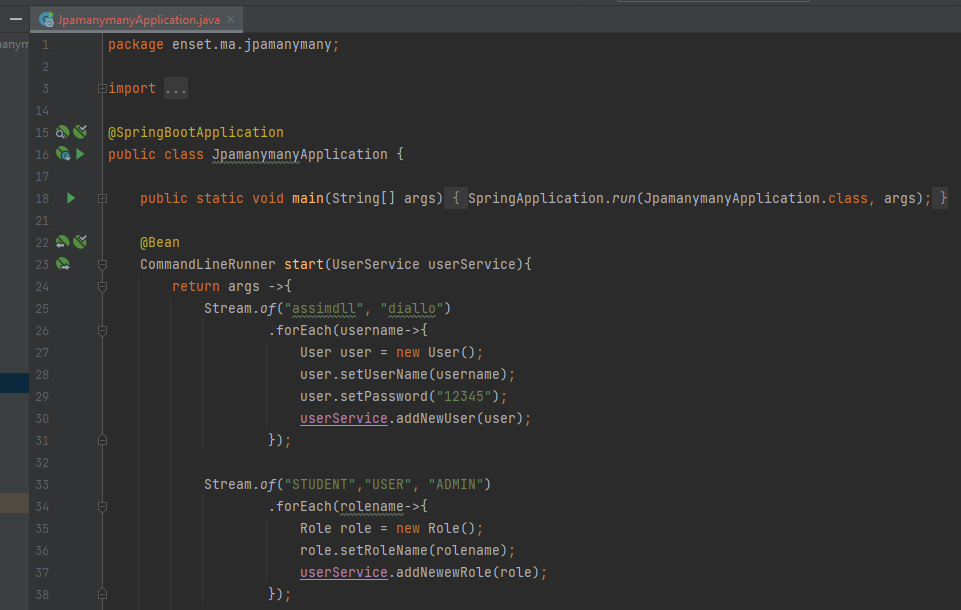 JpamanymanyApplication.java
anym
1 package enset.ma.jpamanymany;
2
3 import ...
14
15 @SpringBootApplication
16 public class JpamanymanyApplication {
17
18 public static void main(String[] args) { SpringApplication.run(JpamanymanyApplication.class, args); }
21
22 @Bean
23 CommandLineRunner start(UserService userService){
24 return args ->{
25 Stream.of("assimdll", "diallo")
26 .forEach(username->{
27 User user = new User();
28 user.setUserName(username);
29 user.setPassword("12345");
30 userService.addNewUser(user);
31 });
32
33 Stream.of("STUDENT","USER", "ADMIN")
34 .forEach(rolename->{
35 Role role = new Role();
36 role.setRoleName(rolename);
37 userService.addNewewRole(role);
38 });